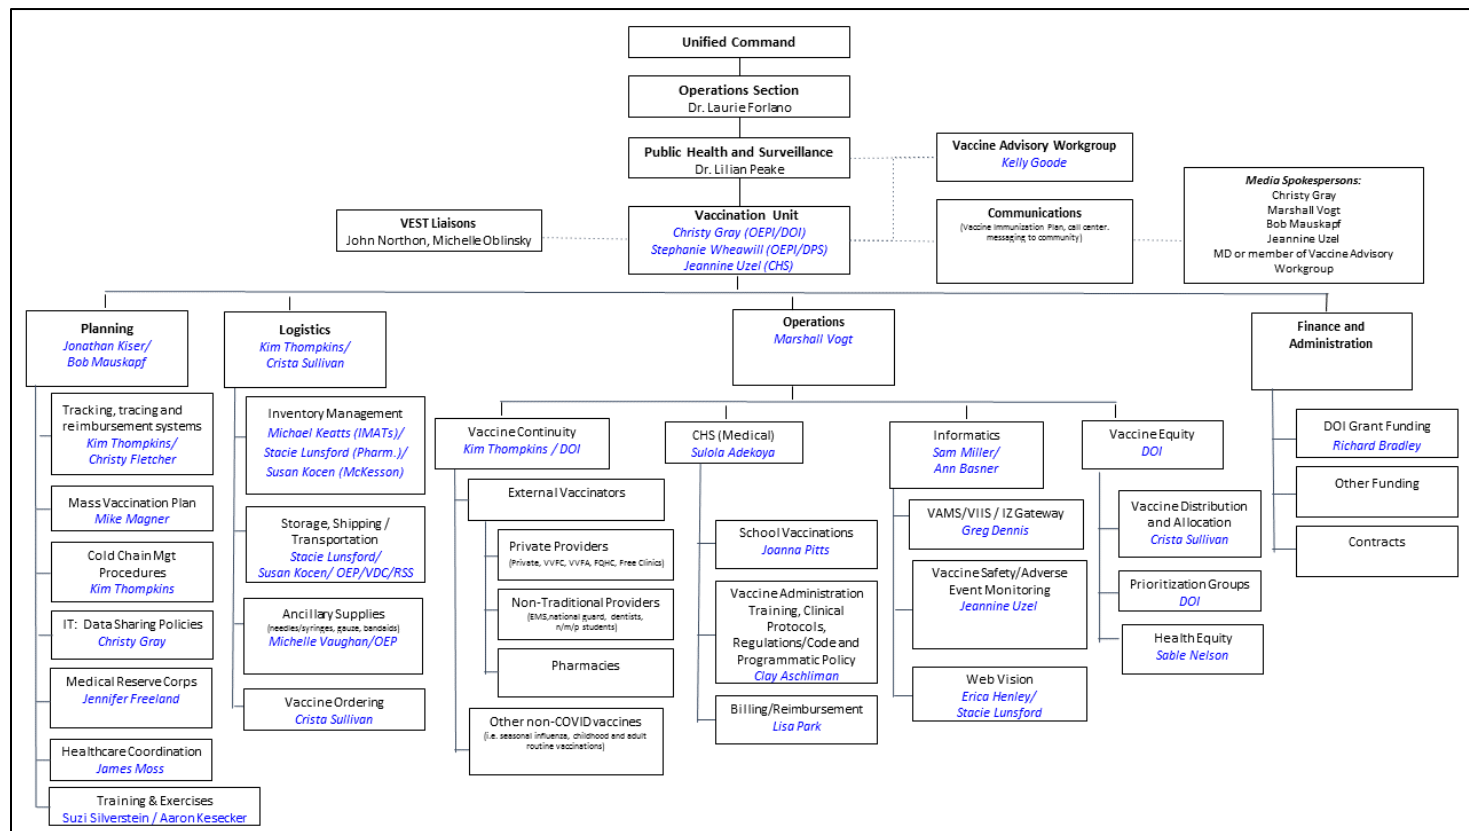 Unified Command
Operations Section
Dr. Laurie Forlano
Public Health and Surveillance
Dr. Lilian Peake
Vaccine Advisory Workgroup
Kelly Goode
VEST Liaisons
John Northon, Michelle Oblinsky
Vaccination Unit
Christy Gray (OEPI/DOI)
Stephanie Wheawill (OEPI/DPS)
Jeannine Uzel (CHS)
Communications
(Vaccine Immunization Plan, call center.
messaging to community)
Media Spokespersons:
Christy Gray
Marshall Vogt
Bob Mauskapf
Jeannine Uzel
MD or member of Vaccine Advisory
Workgroup
Planning
Jonathan Kiser/
Bob Mauskapf
Tracking, tracing and
reimbursement systems
Kim Thompkins/
Christy Fletcher
Mass Vaccination Plan
Mike Magner
Cold Chain Mgt
Procedures
Kim Thompkins
IT: Data Sharing Policies
Christy Gray
Medical Reserve Corps
Jennifer Freeland
Healthcare Coordination
James Moss
Training & Exercises
Suzi Silverstein / Aaron Kesecker
Logistics
Kim Thompkins/
Crista Sullivan
Inventory Management
Michael Keatts (IMATs)/
Stacie Lunsford (Pharm.)/
Susan Kocen (McKesson)
Storage, Shipping /
Transportation
Stacie Lunsford/
Susan Kocen/ OEP/VDC/RSS
Ancillary Supplies
(needles/syringes, gauze, bandaids)
Michelle Vaughan/OEP
Vaccine Ordering
Crista Sullivan
Operations
Marshall Vogt
Vaccine Continuity
Kim Thompkins / DOI
External Vaccinators
Private Providers
(Private, VVFC, VVFA, FQHC, Free Clinics)
Non-Traditional Providers
(EMS,national guard, dentists,
n/m/p students)
Pharmacies
Other non-COVID vaccines
(i.e. seasonal influenza, childhood and adult
routine vaccinations)
CHS (Medical)
Sulola Adekoya
School Vaccinations
Joanna Pitts
Vaccine Administration
Training, Clinical
Protocols,
Regulations/Code and
Programmatic Policy
Clay Aschliman
Billing/Reimbursement
Lisa Park
Informatics
Sam Miller/
Ann Basner
VAMS/VIIS / IZ Gateway
Greg Dennis
Vaccine Safety/Adverse
Event Monitoring
Jeannine Uzel
Web Vision
Erica Henley/
Stacie Lunsford
Vaccine Equity
DOI
Vaccine Distribution
and Allocation
Crista Sullivan
Prioritization Groups
DOI
Health Equity
Sable Nelson
Finance and
Administration
DOI Grant Funding
Richard Bradley
Other Funding
Contracts